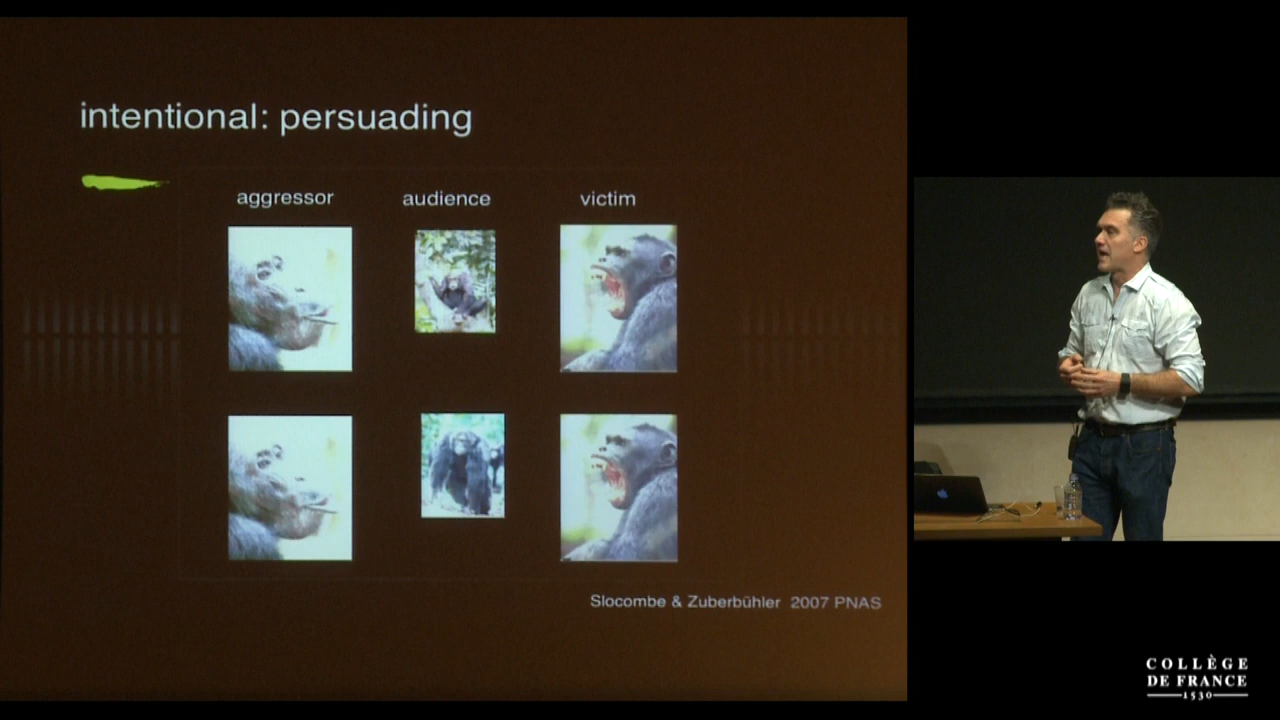 intentional: persuading
aggressor audience victim
Slocombe & Zuberbühler 2007 PNAS
COLLÈGE
DE FRANCE
1530